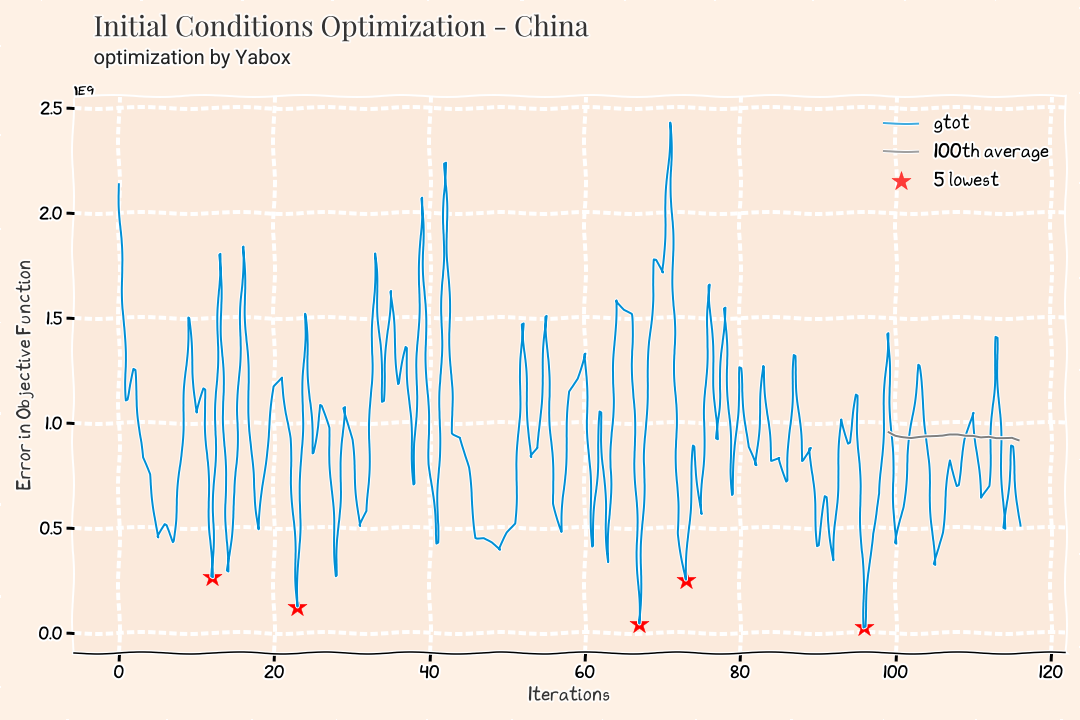 Initial Conditions Optimization - China
optimization by Yabox
1E9
2.5
2.0
1.5
1.0
0.5
0.0
Error in Objective Function
gtot
100th average
5 lowest
0 20 40 60 80 100 120
Iterations